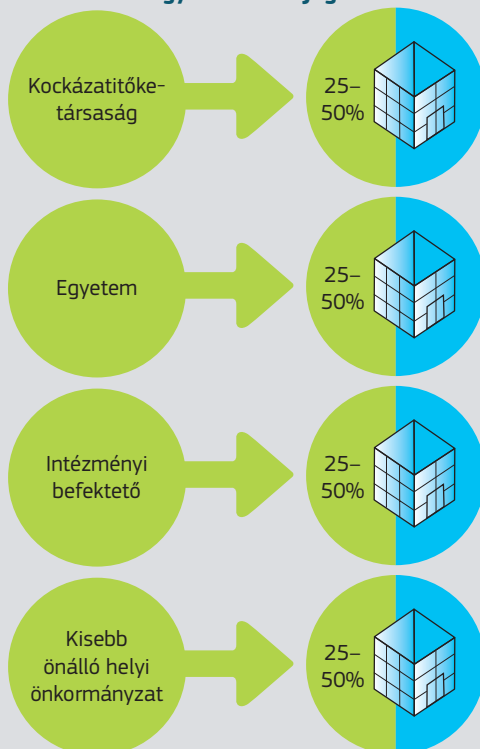 Kockázatitőke-
társaság
25–
50%
Egyetem
25–
50%
Intézményi
befektető
25–
50%
Kisebb
önálló helyi
önkormányzat
25–
50%